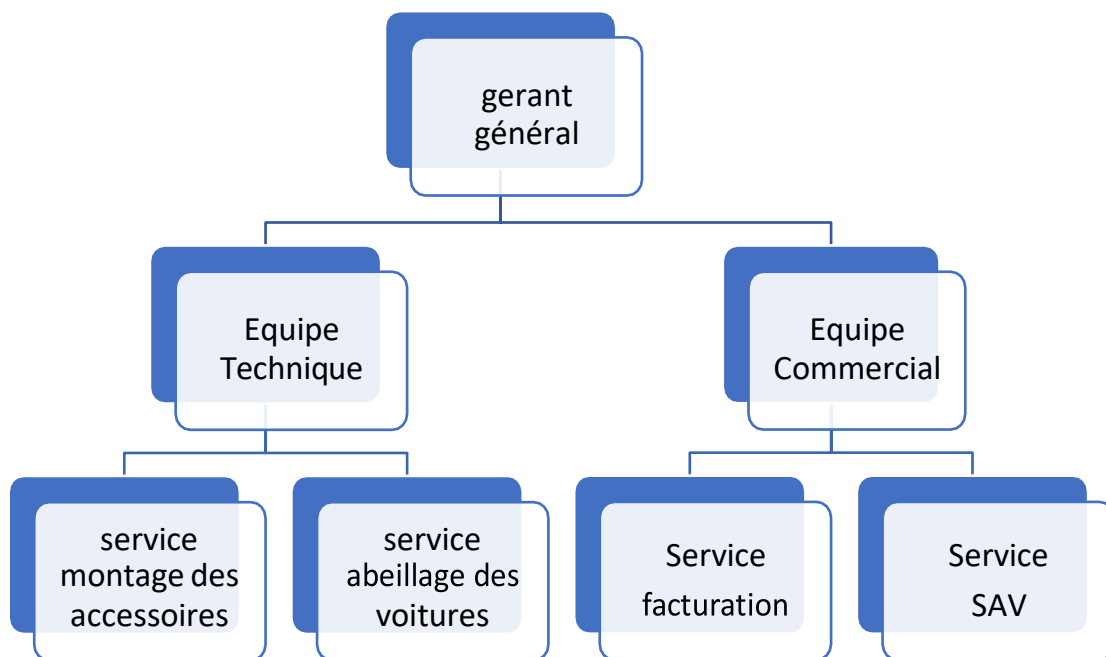 gerant
général
Equipe
Technique
Equipe
Commercial
service
montage des
accessoires
service
abeillage des
voitures
Service
facturation
Service
SAV